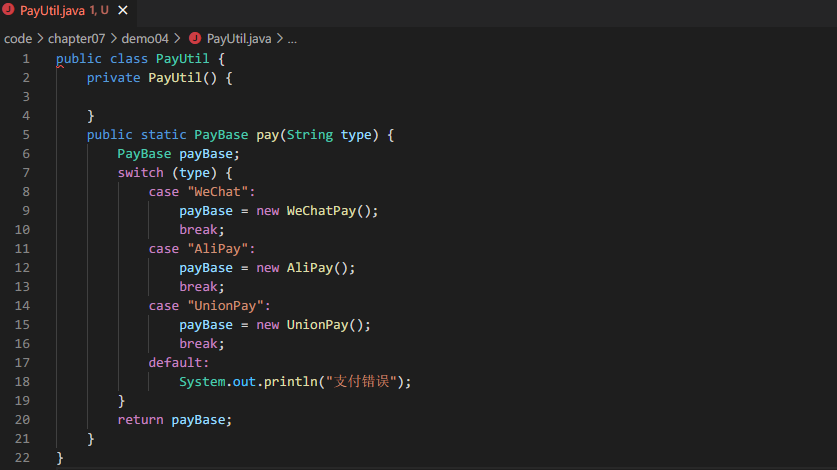 PayUtil.java 1, U
code > chapter07 > demo04 > PayUtil.java > ...
1 public class PayUtil {
2     private PayUtil() {
3
4     }
5     public static PayBase pay(String type) {
6         PayBase payBase;
7         switch (type) {
8             case "WeChat":
9                 payBase = new WeChatPay();
10                 break;
11             case "AliPay":
12                 payBase = new AliPay();
13                 break;
14             case "UnionPay":
15                 payBase = new UnionPay();
16                 break;
17             default:
18                 System.out.println("支付错误");
19         }
20         return payBase;
21     }
22 }